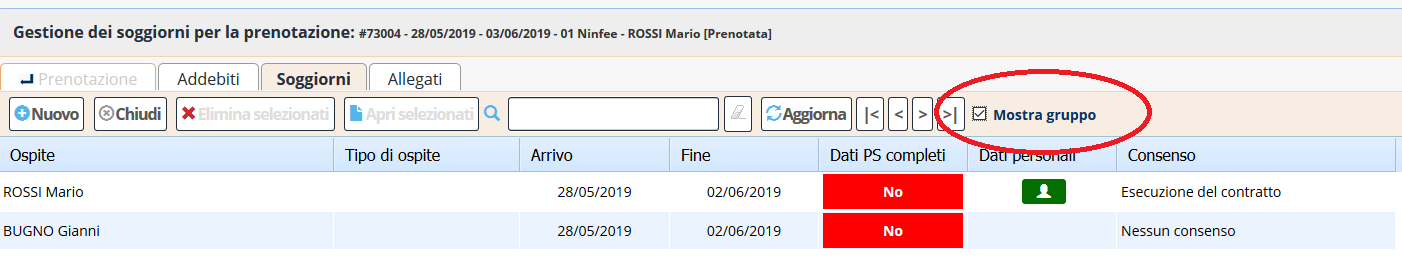 Gestione dei soggiorni per la prenotazione: #73004 - 28/05/2019 - 03/06/2019 - 01 Ninfee - ROSSI Mario [Prenotata]
Prenotazione Addebiti Soggiorni Allegati
Nuovo Chiudi Elimina selezionati Apri selezionati Aggiorna |< < > >| Mostra gruppo
Ospite Tipo di ospite Arrivo Fine Dati PS completi Dati personali Consenso
ROSSI Mario 28/05/2019 02/06/2019 No Esecuzione del contratto
BUGNO Gianni 28/05/2019 02/06/2019 No Nessun consenso